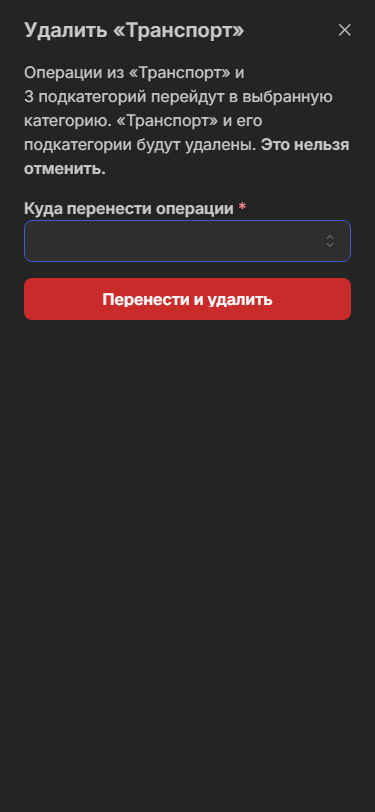 Удалить «Транспорт»
Операции из «Транспорт» и
3 подкатегорий перейдут в выбранную
категорию. «Транспорт» и его
подкатегории будут удалены. Это нельзя
отменить.
Куда перенести операции *
Перенести и удалить